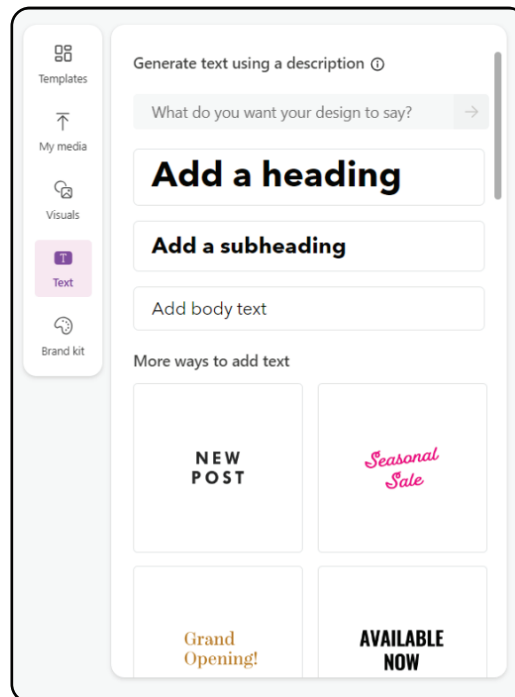 Templates
My media
Visuals
Text
Brand kit
Generate text using a description
What do you want your design to say?
Add a heading
Add a subheading
Add body text
More ways to add text
NEW
POST
Seasonal
Sale
Grand
Opening!
AVAILABLE
NOW